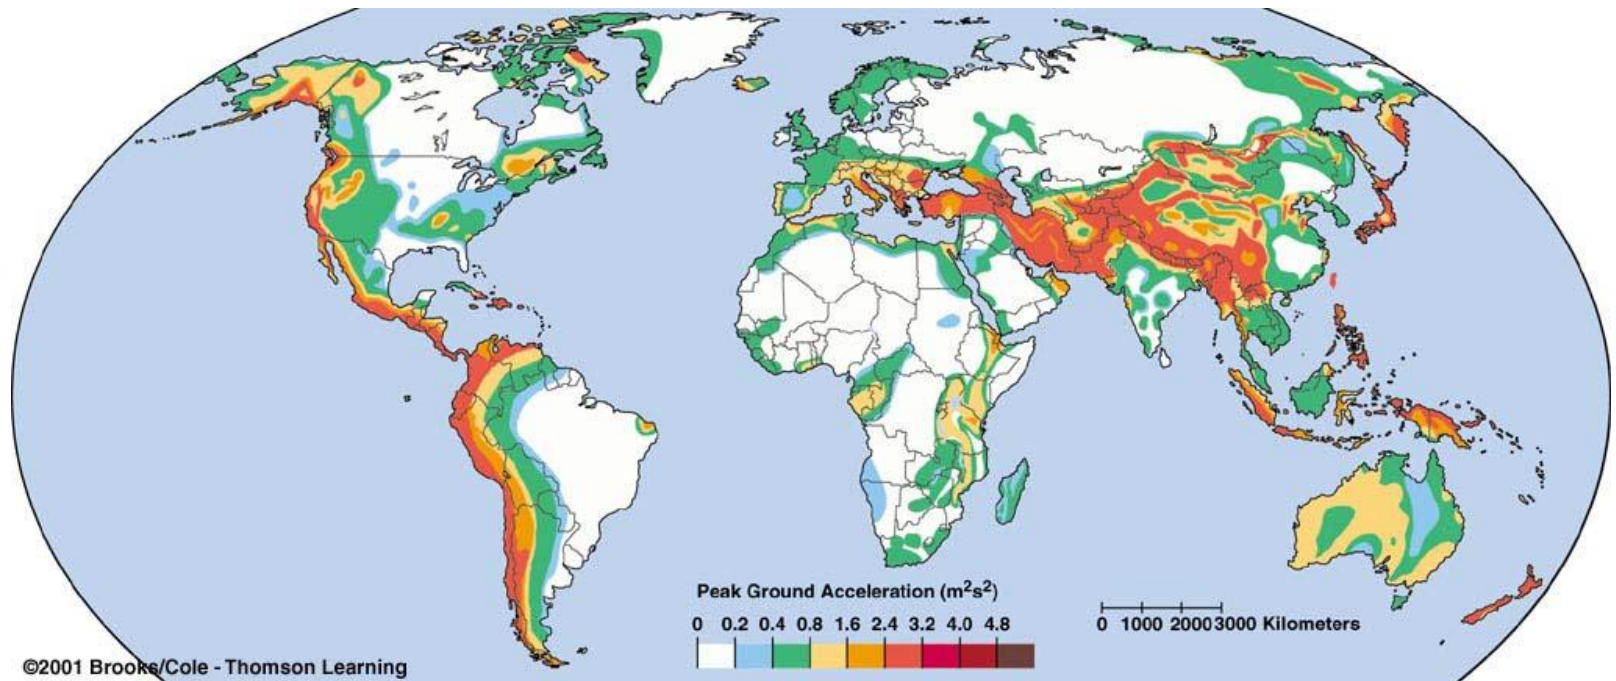 Peak Ground Acceleration (m²s²)
0 0.2 0.4 0.8 1.6 2.4 3.2 4.0 4.8
0 1000 2000 3000 Kilometers
©2001 Brooks/Cole - Thomson Learning